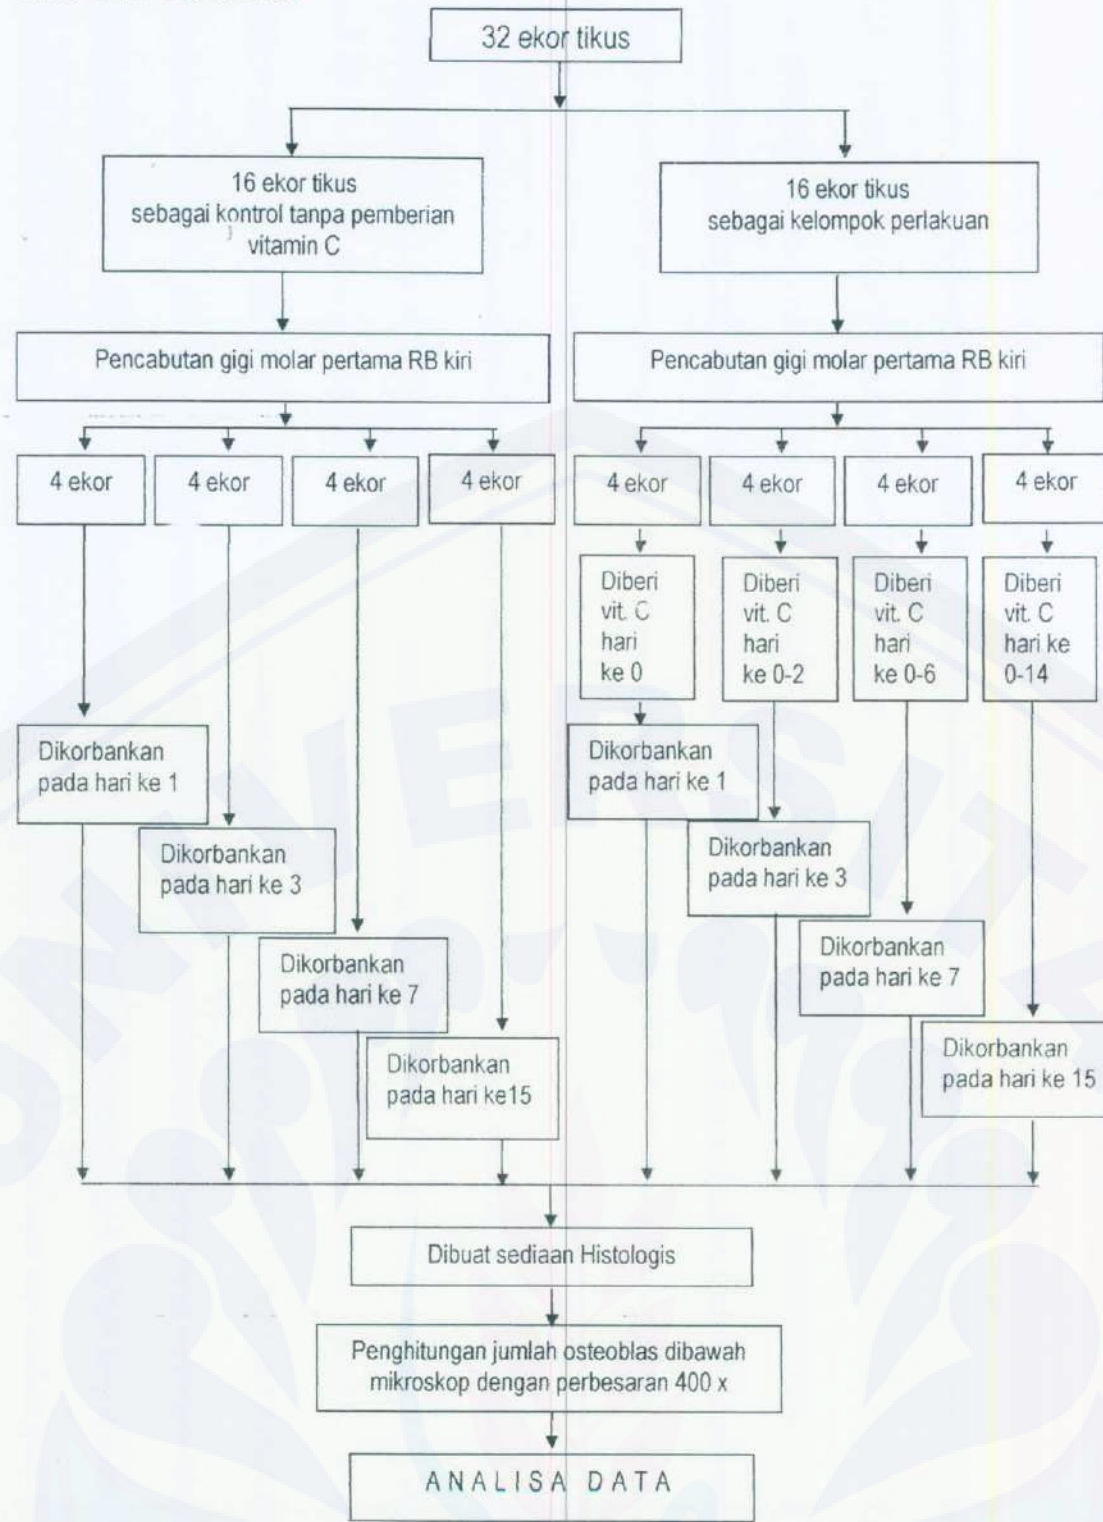 32 ekor tikus
16 ekor tikus
sebagai kontrol tanpa pemberian
vitamin C
16 ekor tikus
sebagai kelompok perlakuan
Pencabutan gigi molar pertama RB kiri
Pencabutan gigi molar pertama RB kiri
4 ekor
4 ekor
4 ekor
4 ekor
4 ekor
4 ekor
4 ekor
4 ekor
Diberi
vit. C
hari
ke 0
Diberi
vit. C
hari
ke 0-2
Diberi
vit. C
hari
ke 0-6
Diberi
vit. C
hari ke
0-14
Dikorbankan
pada hari ke 1
Dikorbankan
pada hari ke 3
Dikorbankan
pada hari ke 7
Dikorbankan
pada hari ke15
Dikorbankan
pada hari ke 1
Dikorbankan
pada hari ke 3
Dikorbankan
pada hari ke 7
Dikorbankan
pada hari ke 15
Dibuat sediaan Histologis
Penghitungan jumlah osteoblas dibawah
mikroskop dengan perbesaran 400 x
ANALISA DATA
UNIVERSITA